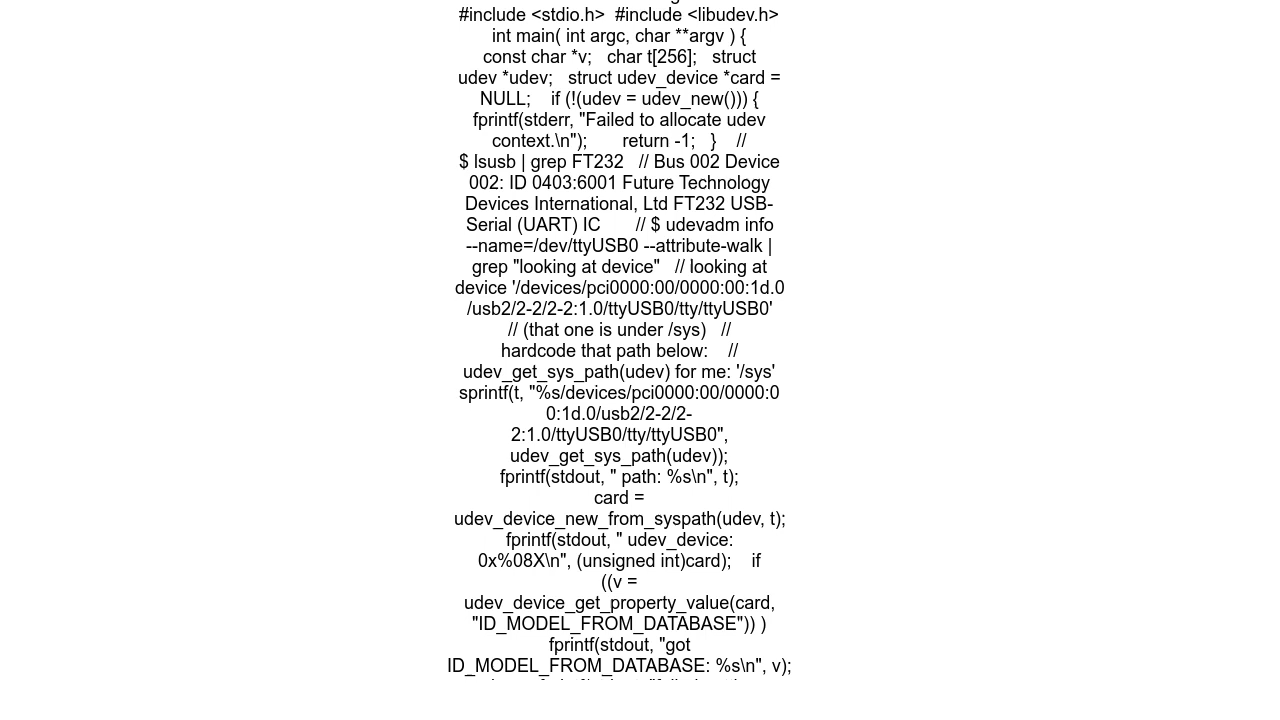 #include <stdio.h>  #include <libudev.h>
int main( int argc, char **argv ) {
const char *v;   char t[256];   struct
udev *udev;   struct udev_device *card =
NULL;    if (!(udev = udev_new())) {
fprintf(stderr, "Failed to allocate udev
context.\n");       return -1;   }    //
$ lsusb | grep FT232   // Bus 002 Device
002: ID 0403:6001 Future Technology
Devices International, Ltd FT232 USB-
Serial (UART) IC       // $ udevadm info
--name=/dev/ttyUSB0 --attribute-walk |
grep "looking at device"   // looking at
device '/devices/pci0000:00/0000:00:1d.0
/usb2/2-2/2-2:1.0/ttyUSB0/tty/ttyUSB0'
// (that one is under /sys)   //
hardcode that path below:    //
udev_get_sys_path(udev) for me: '/sys'
sprintf(t, "%s/devices/pci0000:00/0000:0
0:1d.0/usb2/2-2/2-
2:1.0/ttyUSB0/tty/ttyUSB0",
udev_get_sys_path(udev));
fprintf(stdout, " path: %s\n", t);
card =
udev_device_new_from_syspath(udev, t);
fprintf(stdout, " udev_device:
0x%08X\n", (unsigned int)card);    if
((v =
udev_device_get_property_value(card,
"ID_MODEL_FROM_DATABASE")) )
fprintf(stdout, "got
ID_MODEL_FROM_DATABASE: %s\n", v);